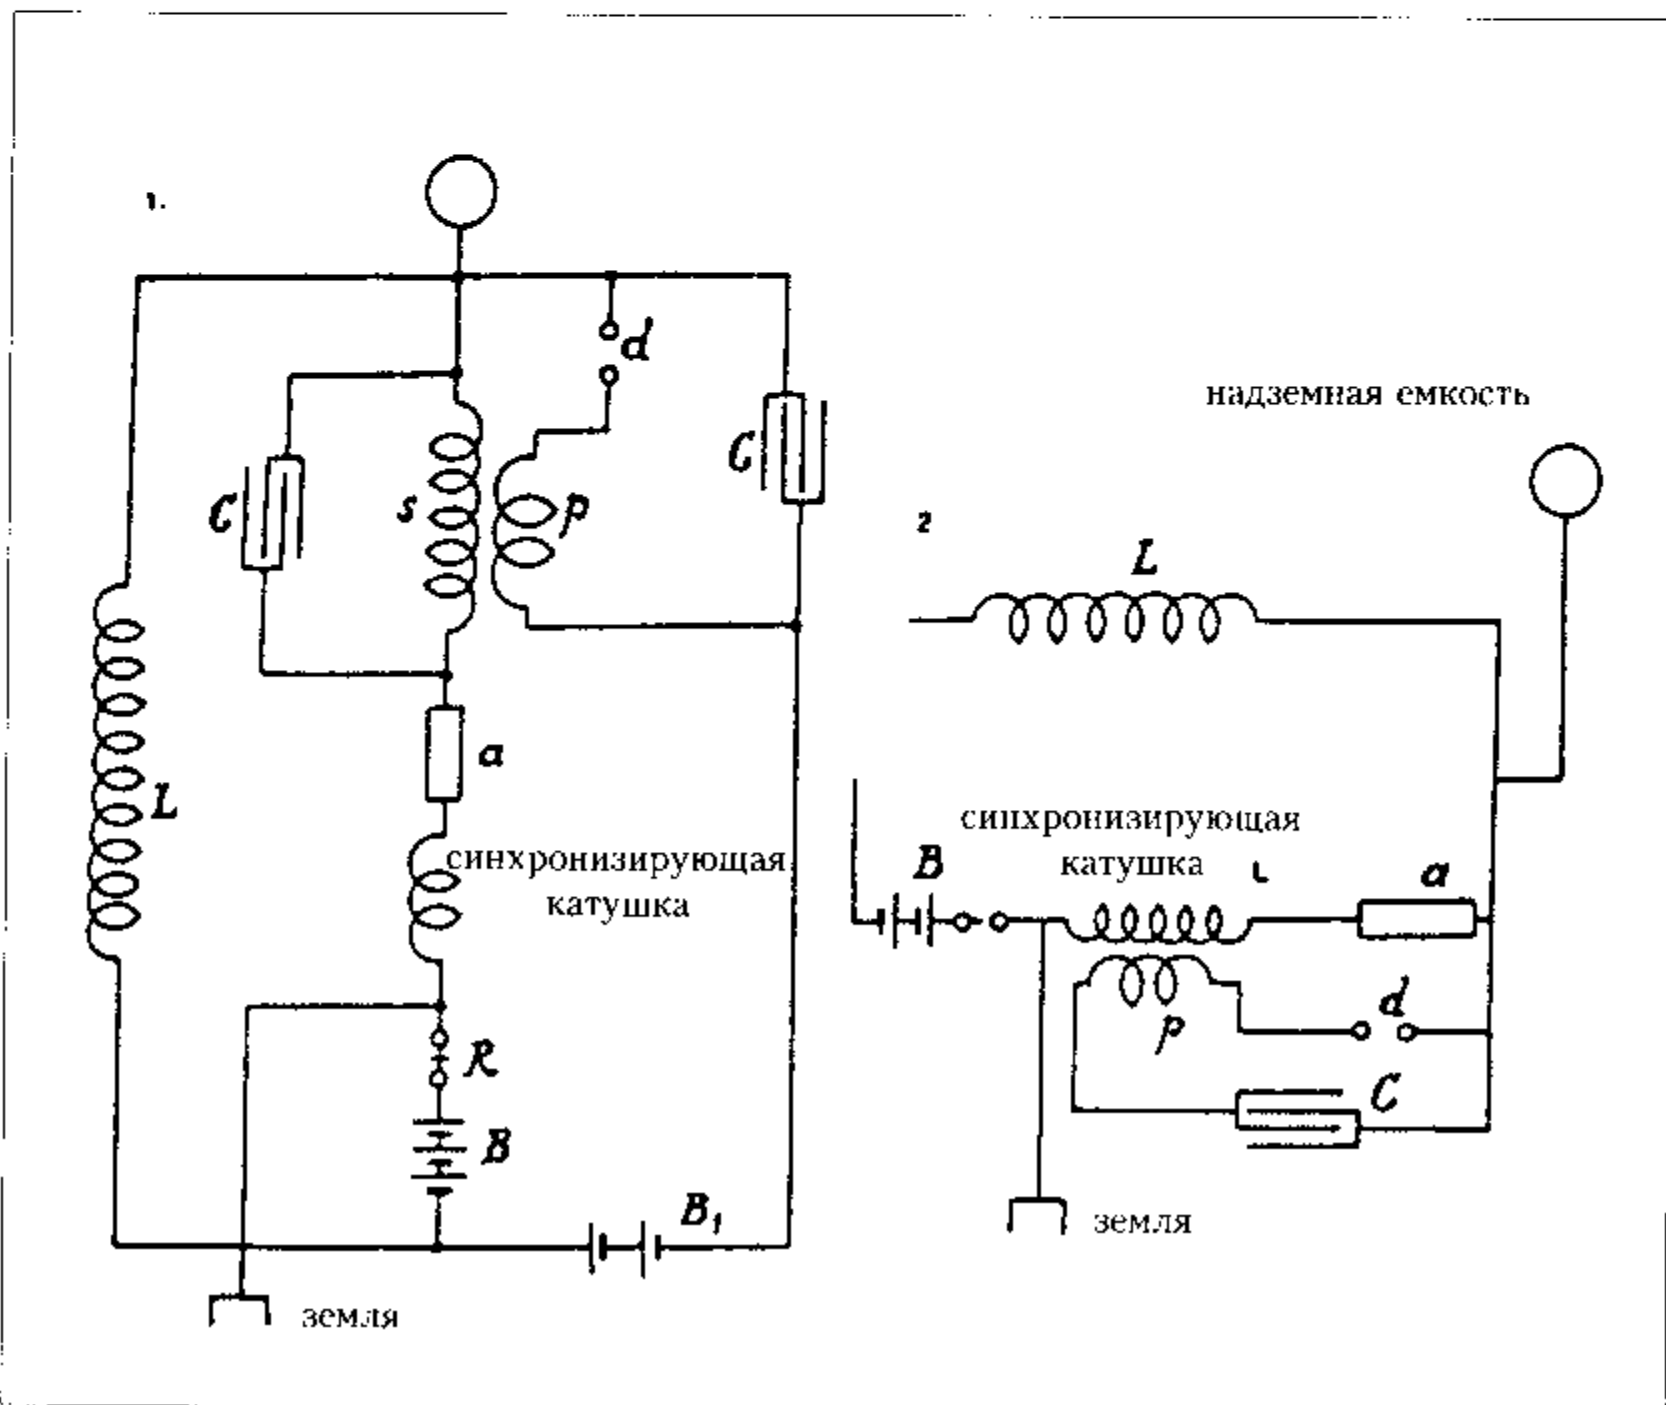 1.
d
C
C
s
p
a
L
синхронизирующая
катушка
R
B
B₁
земля
надземная емкость
2
L
синхронизирующая
катушка
B
L
a
d
p
C
земля